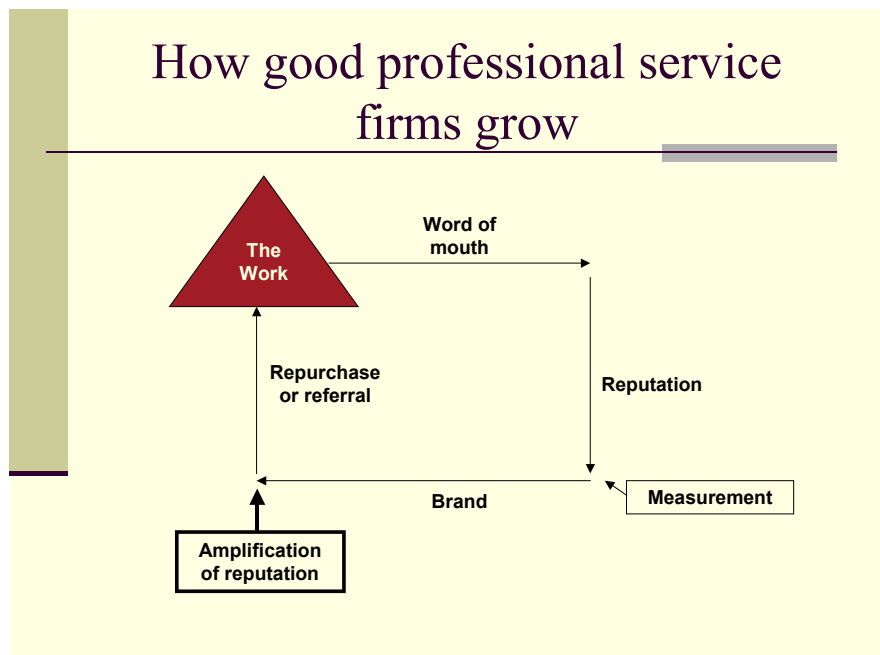 How good professional service
firms grow
The
Work
Word of
mouth
Repurchase
or referral
Reputation
Brand
Measurement
Amplification
of reputation